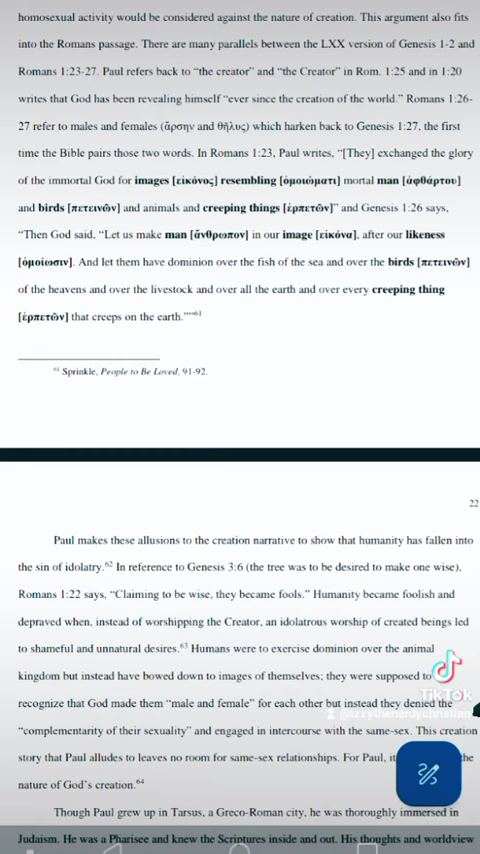 homosexual activity would be considered against the nature of creation. This argument also fits
into the Romans passage. There are many parallels between the LXX version of Genesis 1-2 and
Romans 1:23-27. Paul refers back to “the creator” and “the Creator” in Rom. 1:25 and in 1:20
writes that God has been revealing himself “ever since the creation of the world.” Romans 1:26-
27 refer to males and females (ἄρσην and θῆλυς) which harken back to Genesis 1:27, the first
time the Bible pairs those two words. In Romans 1:23, Paul writes, “[They] exchanged the glory
of the immortal God for images [εἰκόνος] resembling [ὁμοιώματι] mortal man [ἀφθάρτου]
and birds [πετεινῶν] and animals and creeping things [ἑρπετῶν]” and Genesis 1:26 says,
“Then God said, “Let us make man [ἄνθρωπον] in our image [εἰκόνα], after our likeness
[ὁμοίωσιν]. And let them have dominion over the fish of the sea and over the birds [πετεινῶν]
of the heavens and over the livestock and over all the earth and over every creeping thing
[ἑρπετῶν] that creeps on the earth.”””61
61 Sprinkle, People to Be Loved, 91-92.
22
Paul makes these allusions to the creation narrative to show that humanity has fallen into
the sin of idolatry.62 In reference to Genesis 3:6 (the tree was to be desired to make one wise),
Romans 1:22 says, “Claiming to be wise, they became fools.” Humanity became foolish and
depraved when, instead of worshipping the Creator, an idolatrous worship of created beings led
to shameful and unnatural desires.63 Humans were to exercise dominion over the animal
kingdom but instead have bowed down to images of themselves; they were supposed to
TikTok
recognize that God made them “male and female” for each other but instead they denied the
“complementarity of their sexuality” and engaged in intercourse with the same-sex. This creation
story that Paul alludes to leaves no room for same-sex relationships. For Paul, it the
nature of God’s creation.64
Though Paul grew up in Tarsus, a Greco-Roman city, he was thoroughly immersed in
Judaism. He was a Pharisee and knew the Scriptures inside and out. His thoughts and worldview